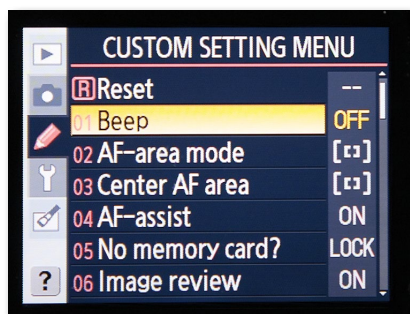 CUSTOM SETTING MENU
R Reset --
01 Beep OFF
02 AF-area mode [[¤]]
03 Center AF area [[¤]]
04 AF-assist ON
05 No memory card? LOCK
06 Image review ON
?